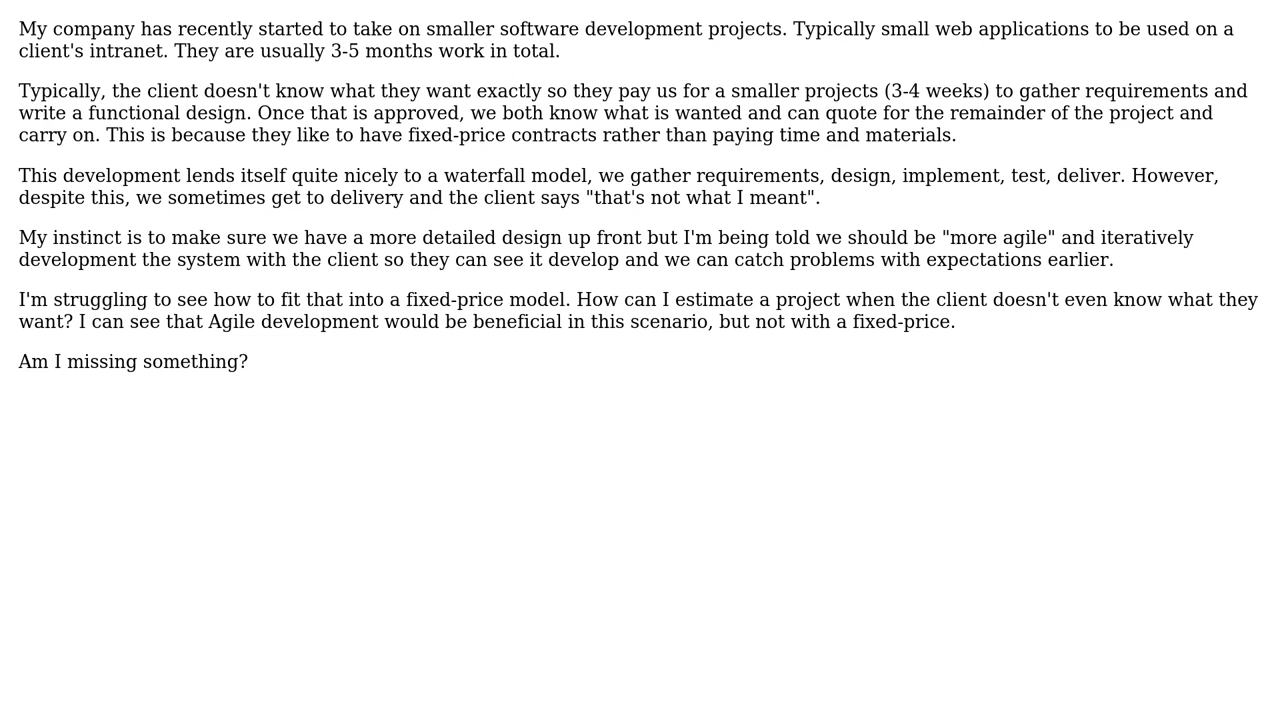 My company has recently started to take on smaller software development projects. Typically small web applications to be used on a
client's intranet. They are usually 3-5 months work in total.
Typically, the client doesn't know what they want exactly so they pay us for a smaller projects (3-4 weeks) to gather requirements and
write a functional design. Once that is approved, we both know what is wanted and can quote for the remainder of the project and
carry on. This is because they like to have fixed-price contracts rather than paying time and materials.
This development lends itself quite nicely to a waterfall model, we gather requirements, design, implement, test, deliver. However,
despite this, we sometimes get to delivery and the client says "that's not what I meant".
My instinct is to make sure we have a more detailed design up front but I'm being told we should be "more agile" and iteratively
development the system with the client so they can see it develop and we can catch problems with expectations earlier.
I'm struggling to see how to fit that into a fixed-price model. How can I estimate a project when the client doesn't even know what they
want? I can see that Agile development would be beneficial in this scenario, but not with a fixed-price.
Am I missing something?